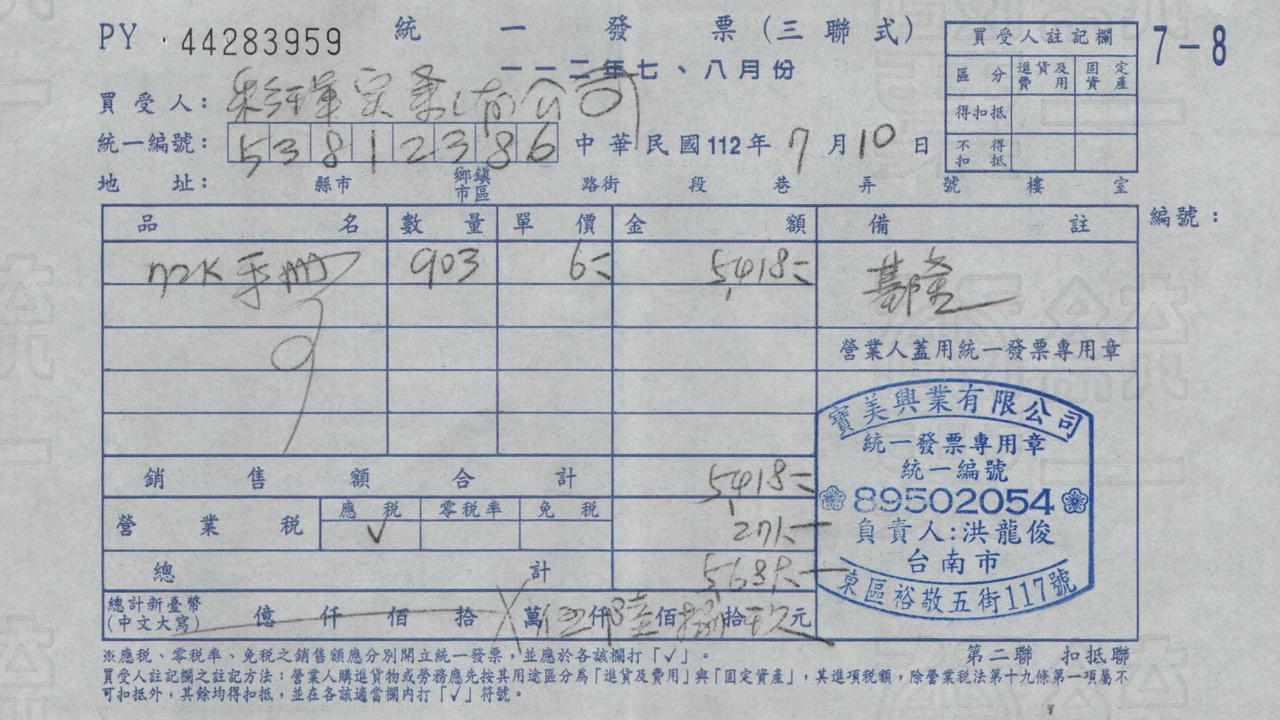 PY 44283959 統一發票(三聯式) 7-8
一一二年七、八月份
買受人: 實業有公司
統一編號: 53812386 中華民國112年7月10日
地址: 縣市 鄉鎮市區 路街 段 巷 弄 號 樓 室
買受人註記欄
區分 進貨及費用 固定資產
得扣抵
不得扣抵
品名 數量 單價 金額 備註 編號:
72K手冊 903 6 5,418 基隆
營業人蓋用統一發票專用章
銷售額合計 5,418
營業稅 應稅 ✓ 零稅率 免稅 271
總計 5,689
總計新臺幣(中文大寫) 億 仟 佰 拾 萬 伍仟陸佰捌拾玖元
寶美興業有限公司
統一發票專用章
統一編號
89502054
負責人:洪龍俊
台南市
東區裕敬五街117號
※應稅、零稅率、免稅之銷售額應分別開立統一發票,並應於各該欄打「✓」。 第二聯 扣抵聯
買受人註記欄之註記方法:營業人購進貨物或勞務應先按其用途區分為「進貨及費用」與「固定資產」,其進項稅額,除營業稅法第十九條第一項屬不
可扣抵外,其餘均得扣抵,並在各該適當欄內打「✓」符號。